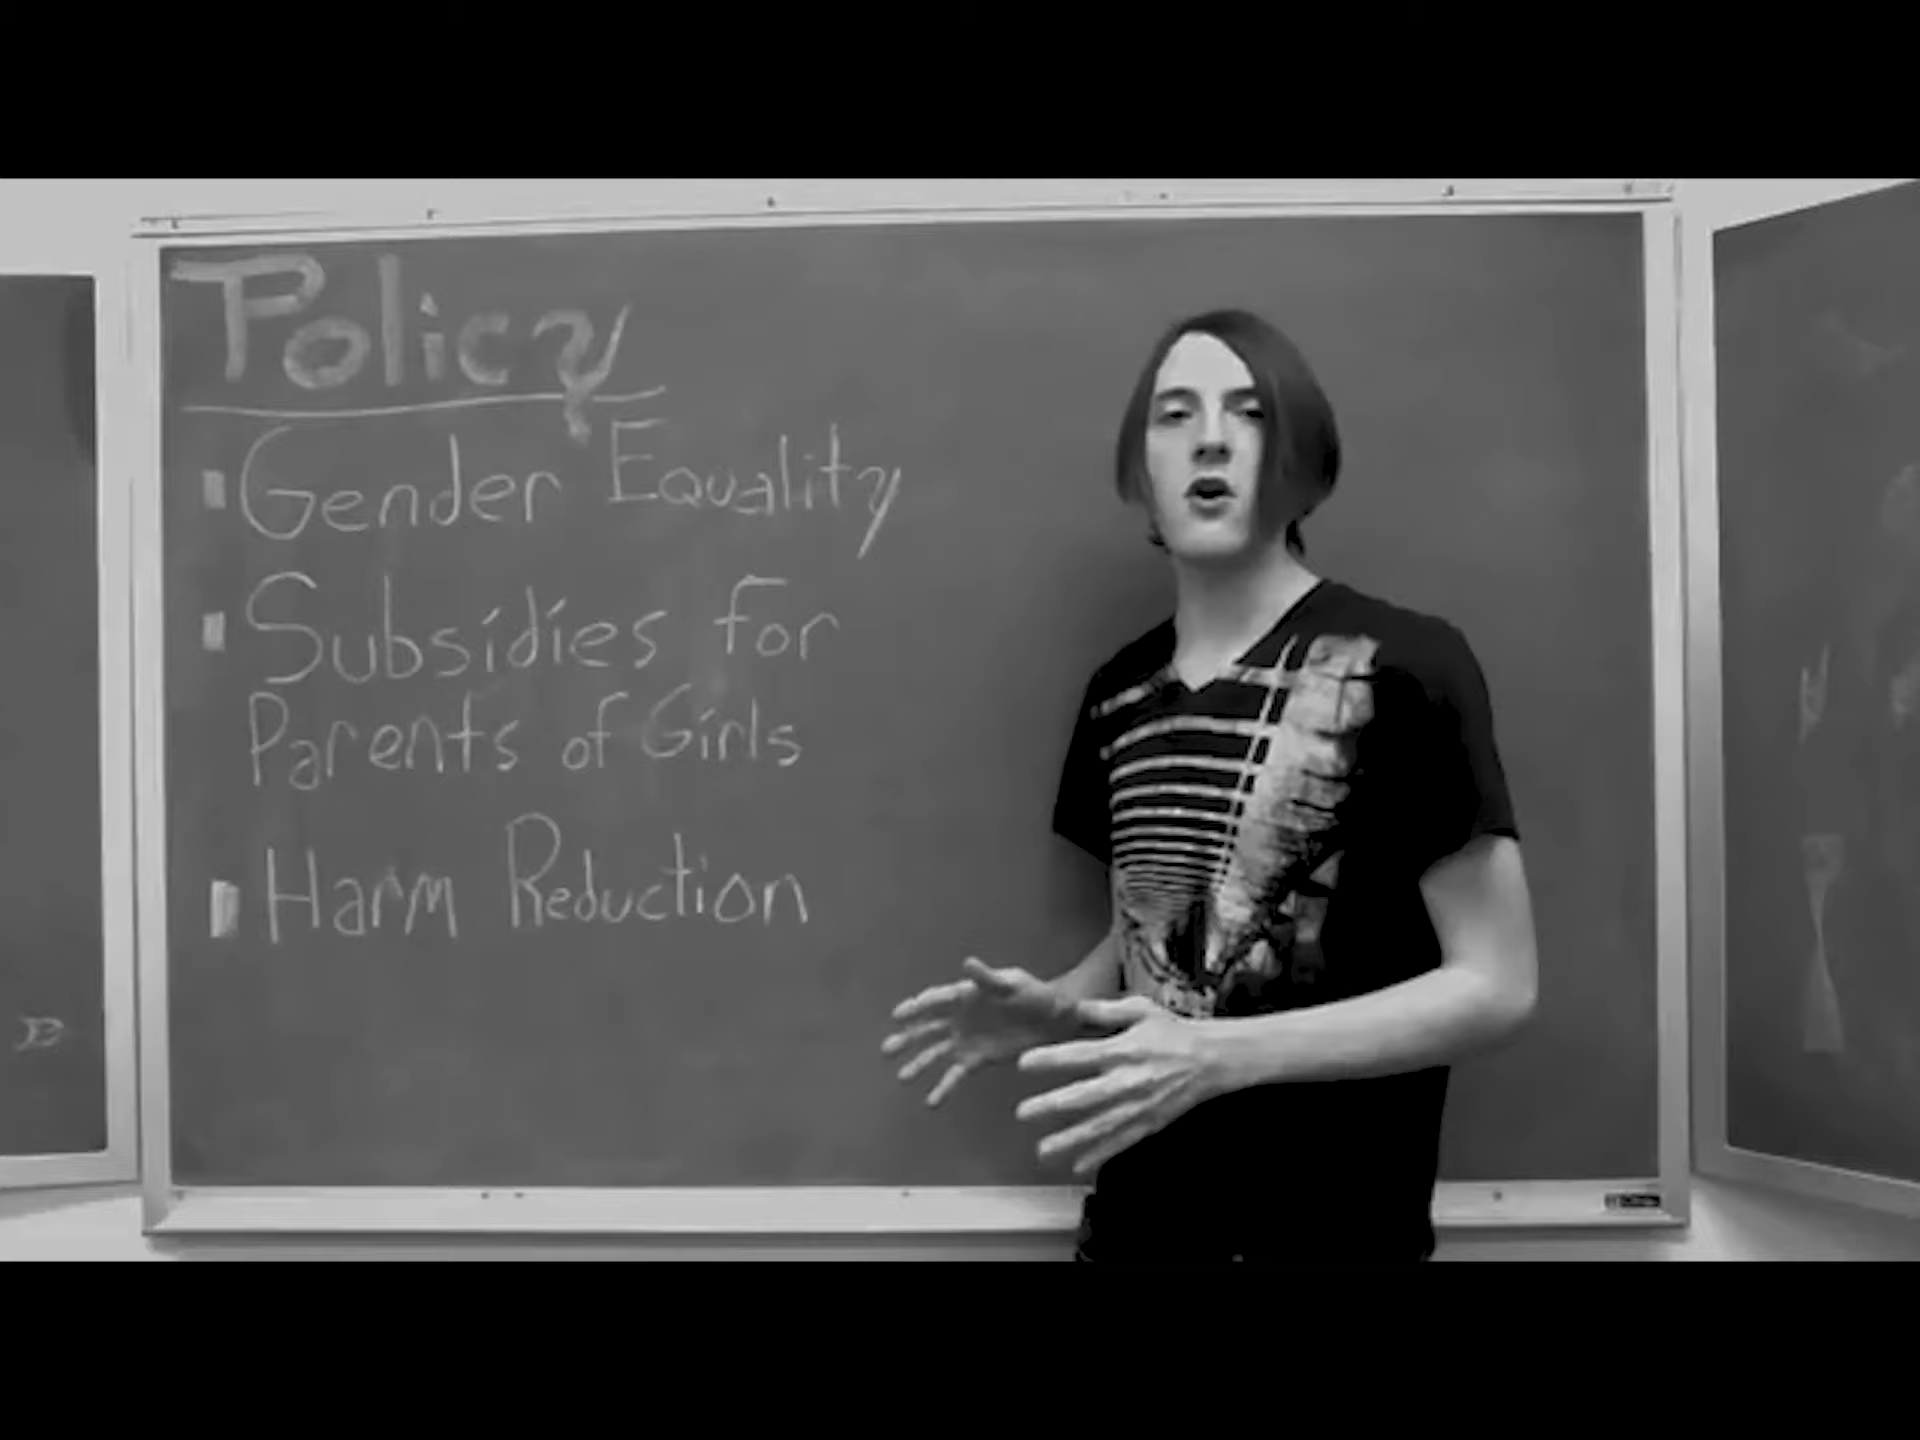 Policy
Gender Equality
Subsidies for
Parents of Girls
Harm Reduction